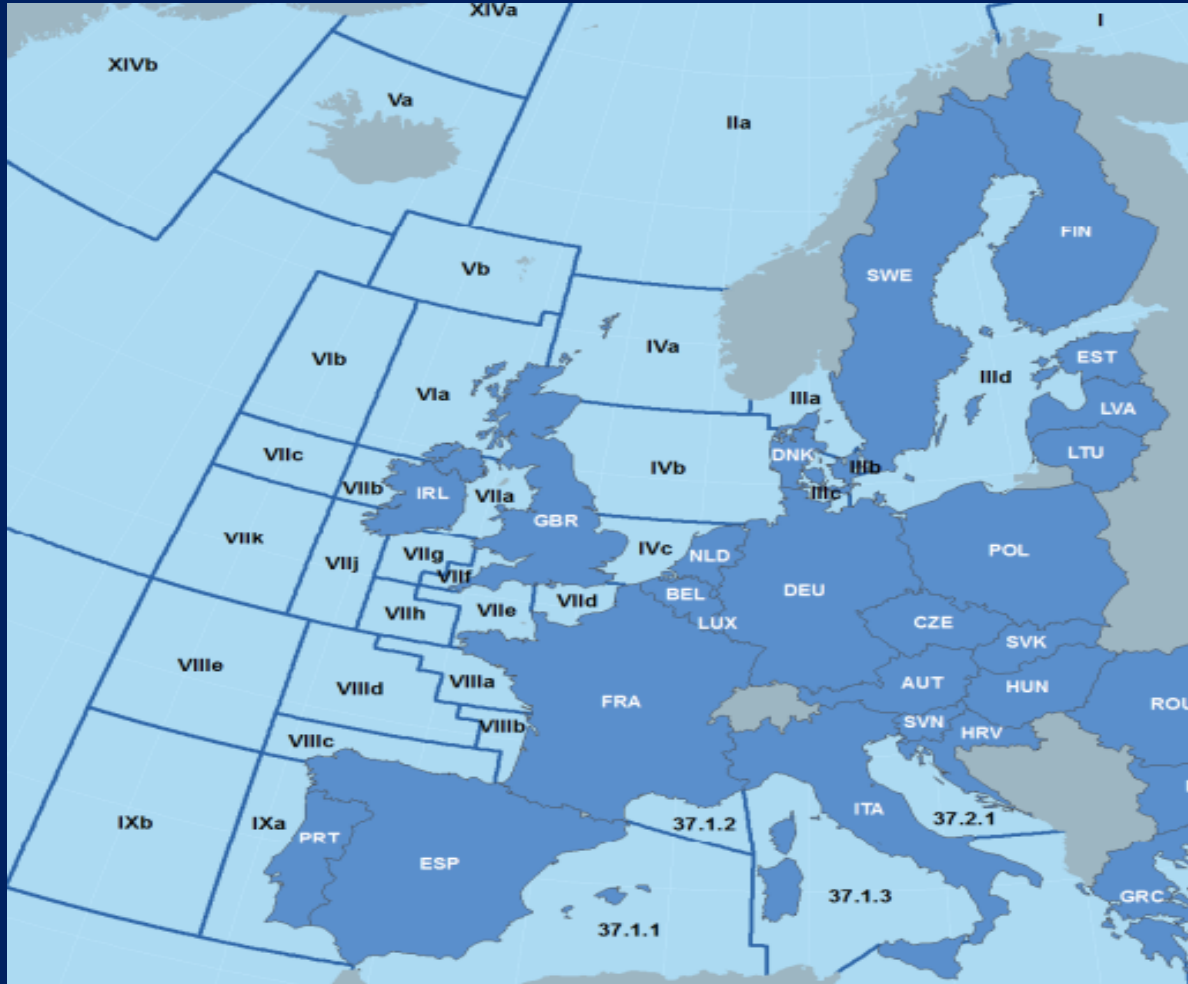 XIVa
I
XIVb
Va
IIa
FIN
Vb
SWE
IVa
VIb
EST
IIId
VIa
IIIa
LVA
VIIc
DNK
LTU
IVb
IIIb
VIIb
IRL
VIIa
IIIc
GBR
VIIk
IVc
POL
VIIg
NLD
VIIj
VIIf
DEU
BEL
VIId
VIIe
VIIh
LUX
CZE
SVK
VIIIe
VIIIa
AUT
HUN
VIIId
FRA
ROU
SVN
VIIIb
HRV
VIIIc
ITA
37.2.1
IXb
IXa
37.1.2
PRT
ESP
37.1.3
GRC
37.1.1